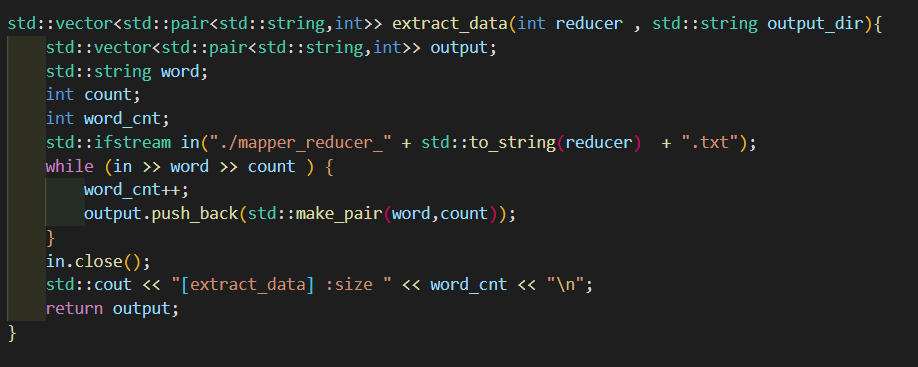 std::vector<std::pair<std::string,int>> extract_data(int reducer , std::string output_dir){
    std::vector<std::pair<std::string,int>> output;
    std::string word;
    int count;
    int word_cnt;
    std::ifstream in("./mapper_reducer_" + std::to_string(reducer)  + ".txt");
    while (in >> word >> count ) {
        word_cnt++;
        output.push_back(std::make_pair(word,count));
    }
    in.close();
    std::cout << "[extract_data] :size " << word_cnt << "\n";
    return output;
}